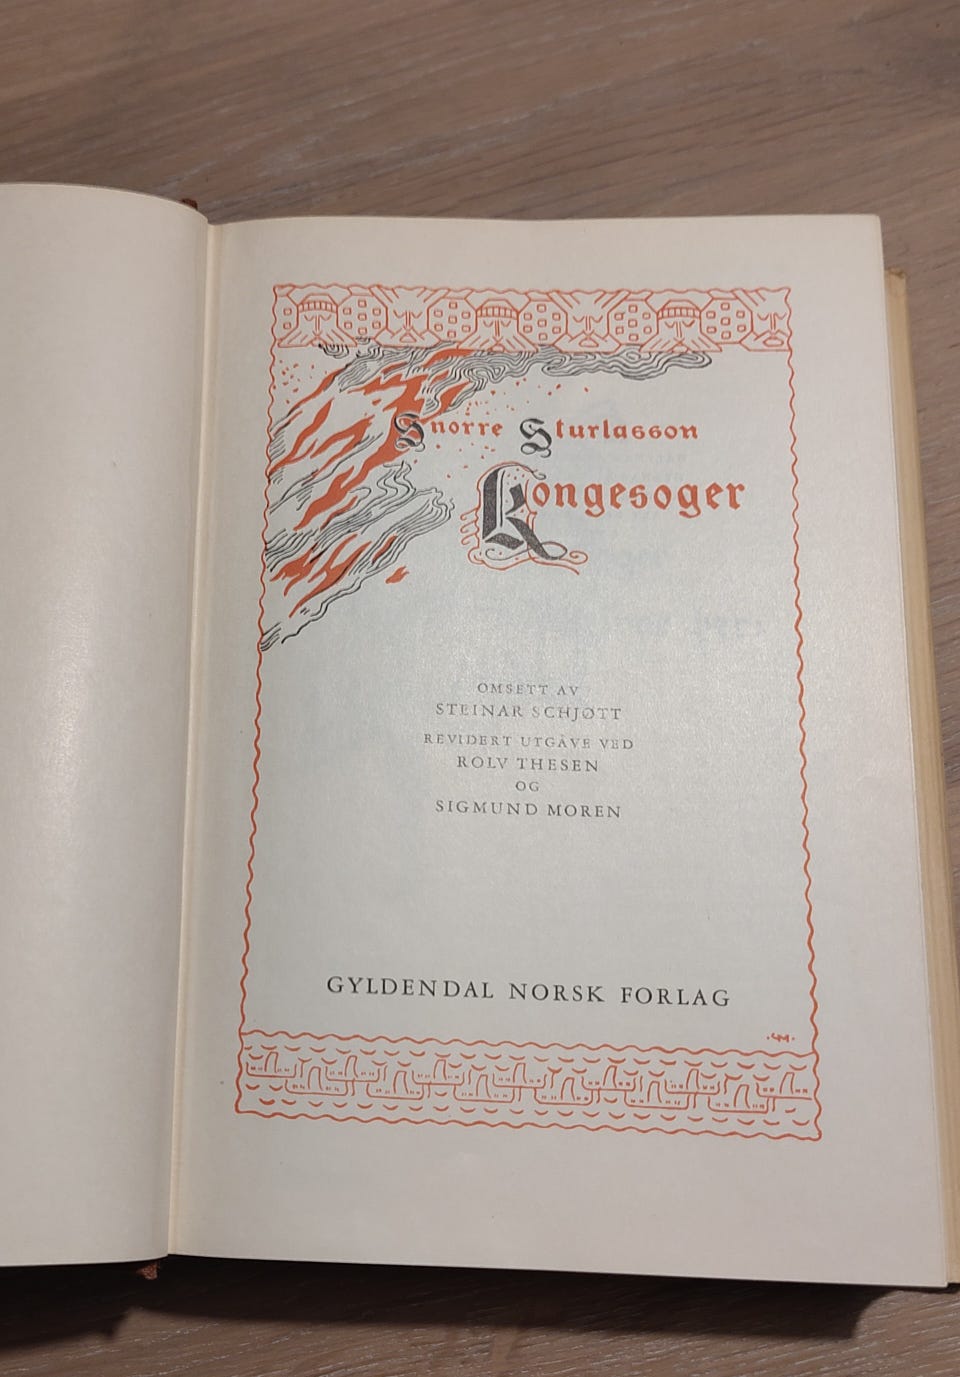 Snorre Sturlasson
Kongesoger
OMSETT AV
STEINAR SCHJØTT
REVIDERT UTGÅVE VED
ROLV THESEN
OG
SIGMUND MOREN
GYLDENDAL NORSK FORLAG